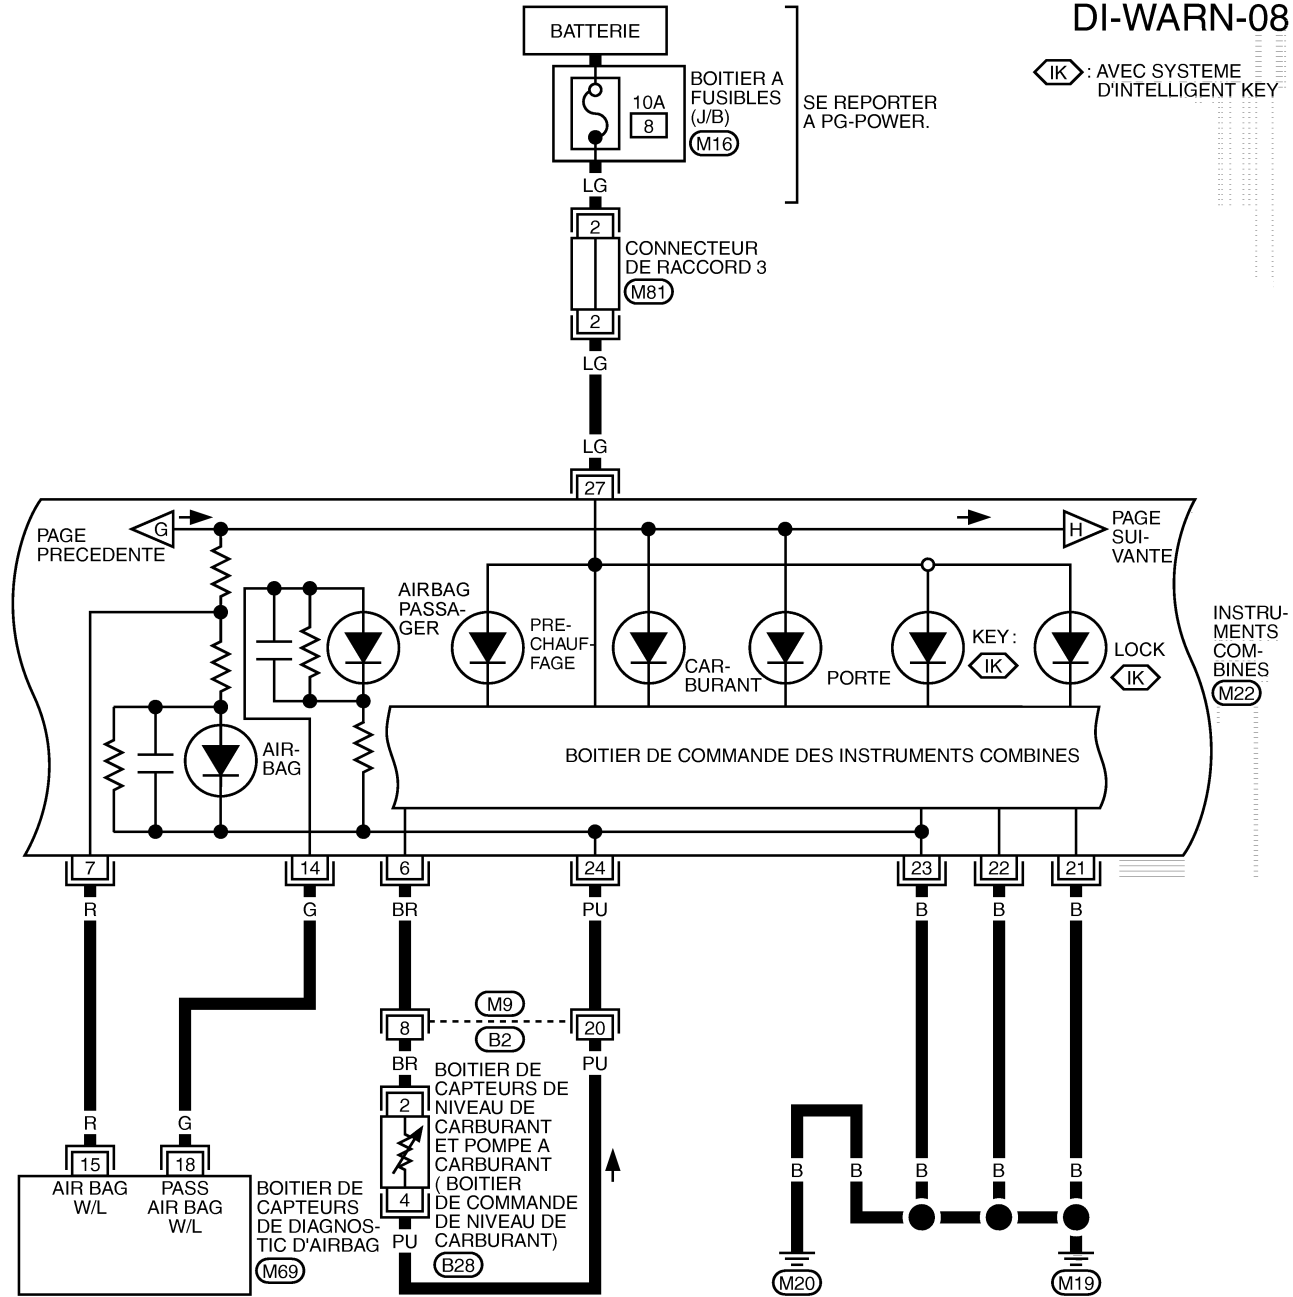 DI-WARN-08
BATTERIE
IK : AVEC SYSTEME
D'INTELLIGENT KEY
BOITIER A
FUSIBLES
(J/B)
M16
10A
8
SE REPORTER
A PG-POWER.
LG
2
CONNECTEUR
DE RACCORD 3
M81
2
LG
LG
27
PAGE
PRECEDENTE
G
H
PAGE
SUI-
VANTE
AIRBAG
PASSA-
GER
PRE-
CHAUF-
FAGE
CAR-
BURANT
PORTE
KEY :
IK
LOCK
IK
INSTRU-
MENTS
COM-
BINES
M22
AIR-
BAG
BOITIER DE COMMANDE DES INSTRUMENTS COMBINES
7
14
6
24
23
22
21
R
G
BR
PU
B
B
B
M9
8
20
B2
BR
PU
R
G
2
BOITIER DE
CAPTEURS DE
NIVEAU DE
CARBURANT
ET POMPE A
CARBURANT
( BOITIER
DE COMMANDE
DE NIVEAU DE
CARBURANT)
B28
4
PU
15
18
AIR BAG
W/L
PASS
AIR BAG
W/L
BOITIER DE
CAPTEURS
DE DIAGNOS-
TIC D'AIRBAG
M69
B
B
B
B
B
M20
M19